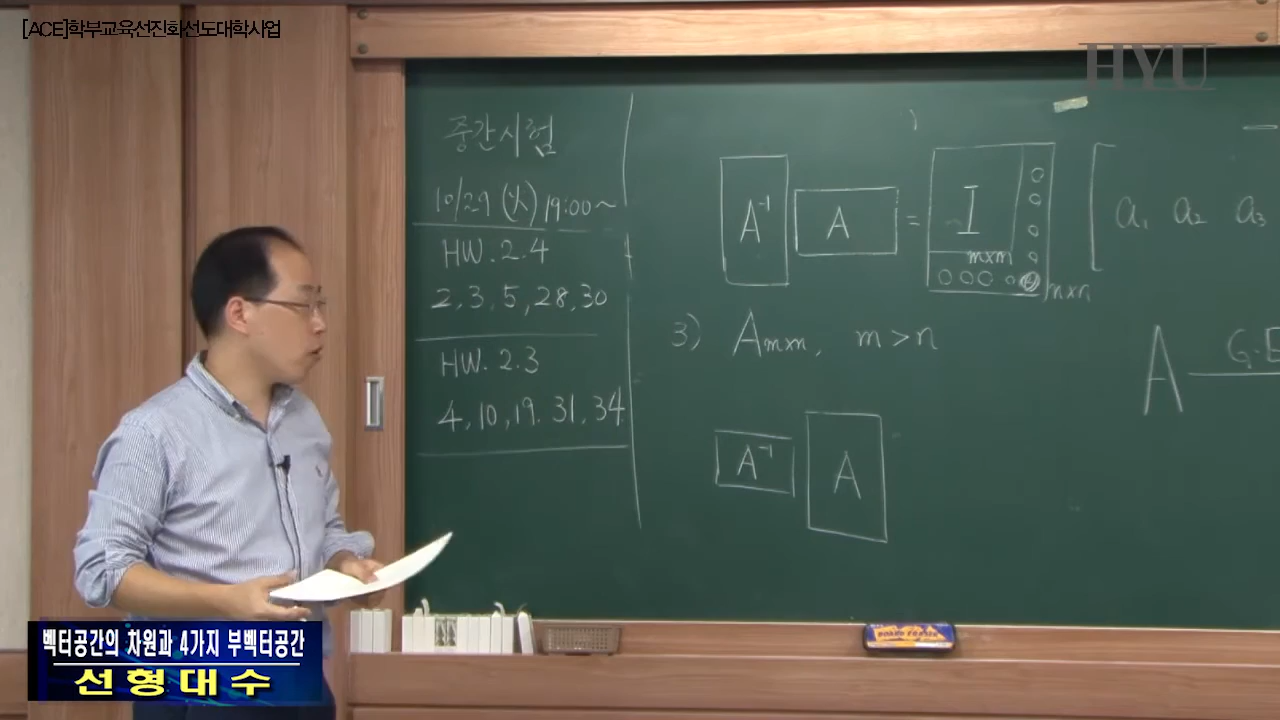 [ACE]학부교육선진화선도대학사업
HYU
중간시험
10/29 (火) 19:00~
HW. 2.4
2, 3, 5, 28, 30
HW. 2.3
4, 10, 19. 31, 34
A⁻¹ A = I
m×m
m×n
[ a₁ a₂ a₃
3) Am×n, m>n
A⁻¹ A
A G.E
벡터공간의 차원과 4가지 부벡터공간
선형대수